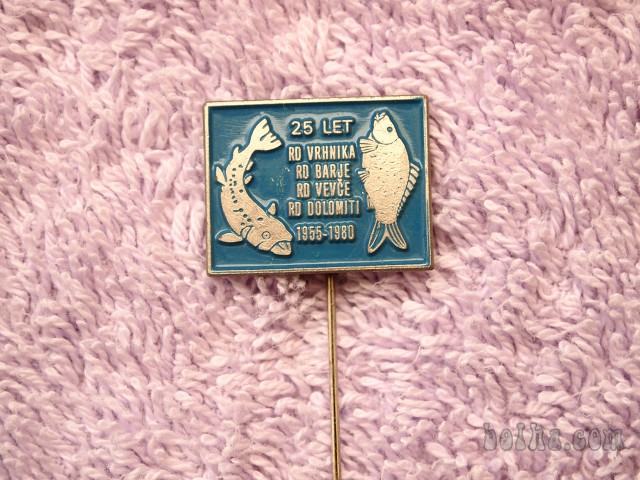 25 LET
RD VRHNIKA
RD BARJE
RD VEVČE
RD DOLOMITI
1955-1980
bolha.com